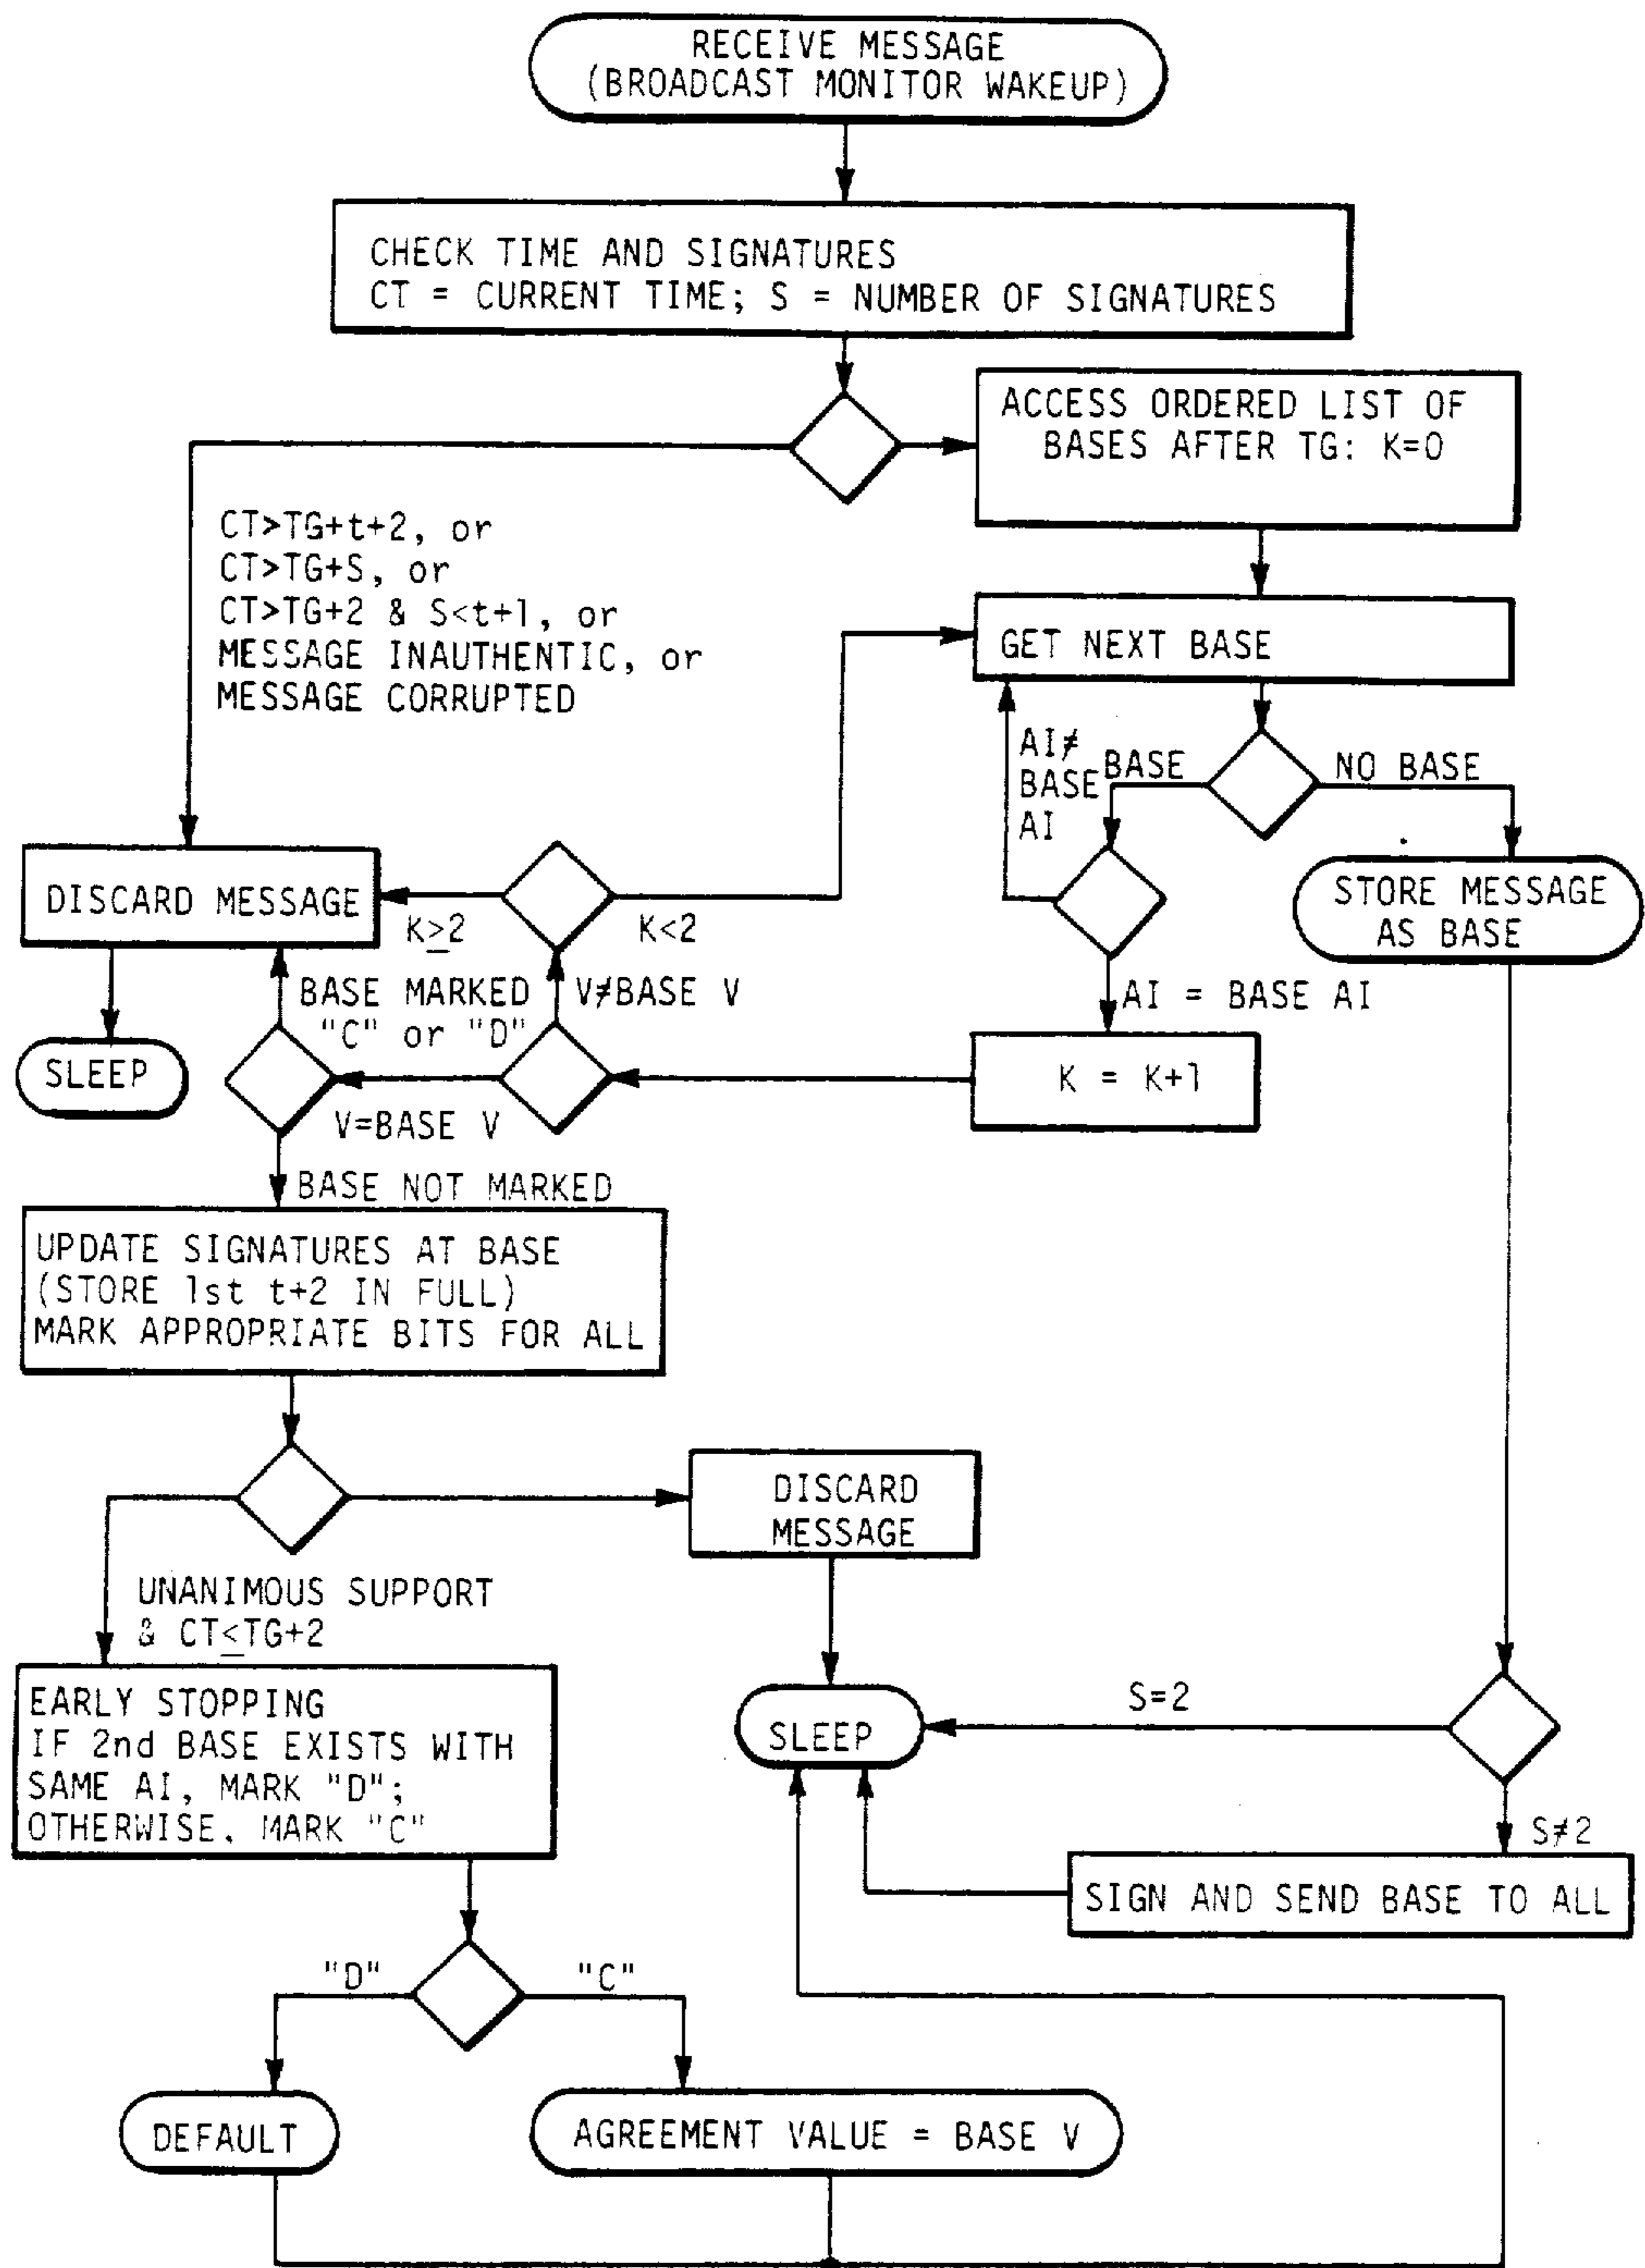 RECEIVE MESSAGE
(BROADCAST MONITOR WAKEUP)
CHECK TIME AND SIGNATURES
CT = CURRENT TIME; S = NUMBER OF SIGNATURES
ACCESS ORDERED LIST OF
BASES AFTER TG: K=0
CT>TG+t+2, or
CT>TG+S, or
CT>TG+2 & S<t+1, or
MESSAGE INAUTHENTIC, or
MESSAGE CORRUPTED
GET NEXT BASE
AI≠
BASE
AI
BASE
NO BASE
DISCARD MESSAGE
K≥2
K<2
STORE MESSAGE
AS BASE
BASE MARKED
"C" or "D"
V≠BASE V
AI = BASE AI
SLEEP
K = K+1
V=BASE V
BASE NOT MARKED
UPDATE SIGNATURES AT BASE
(STORE 1st t+2 IN FULL)
MARK APPROPRIATE BITS FOR ALL
DISCARD
MESSAGE
UNANIMOUS SUPPORT
& CT≤TG+2
EARLY STOPPING
IF 2nd BASE EXISTS WITH
SAME AI, MARK "D";
OTHERWISE, MARK "C"
SLEEP
S=2
S≠2
SIGN AND SEND BASE TO ALL
"D"
"C"
DEFAULT
AGREEMENT VALUE = BASE V